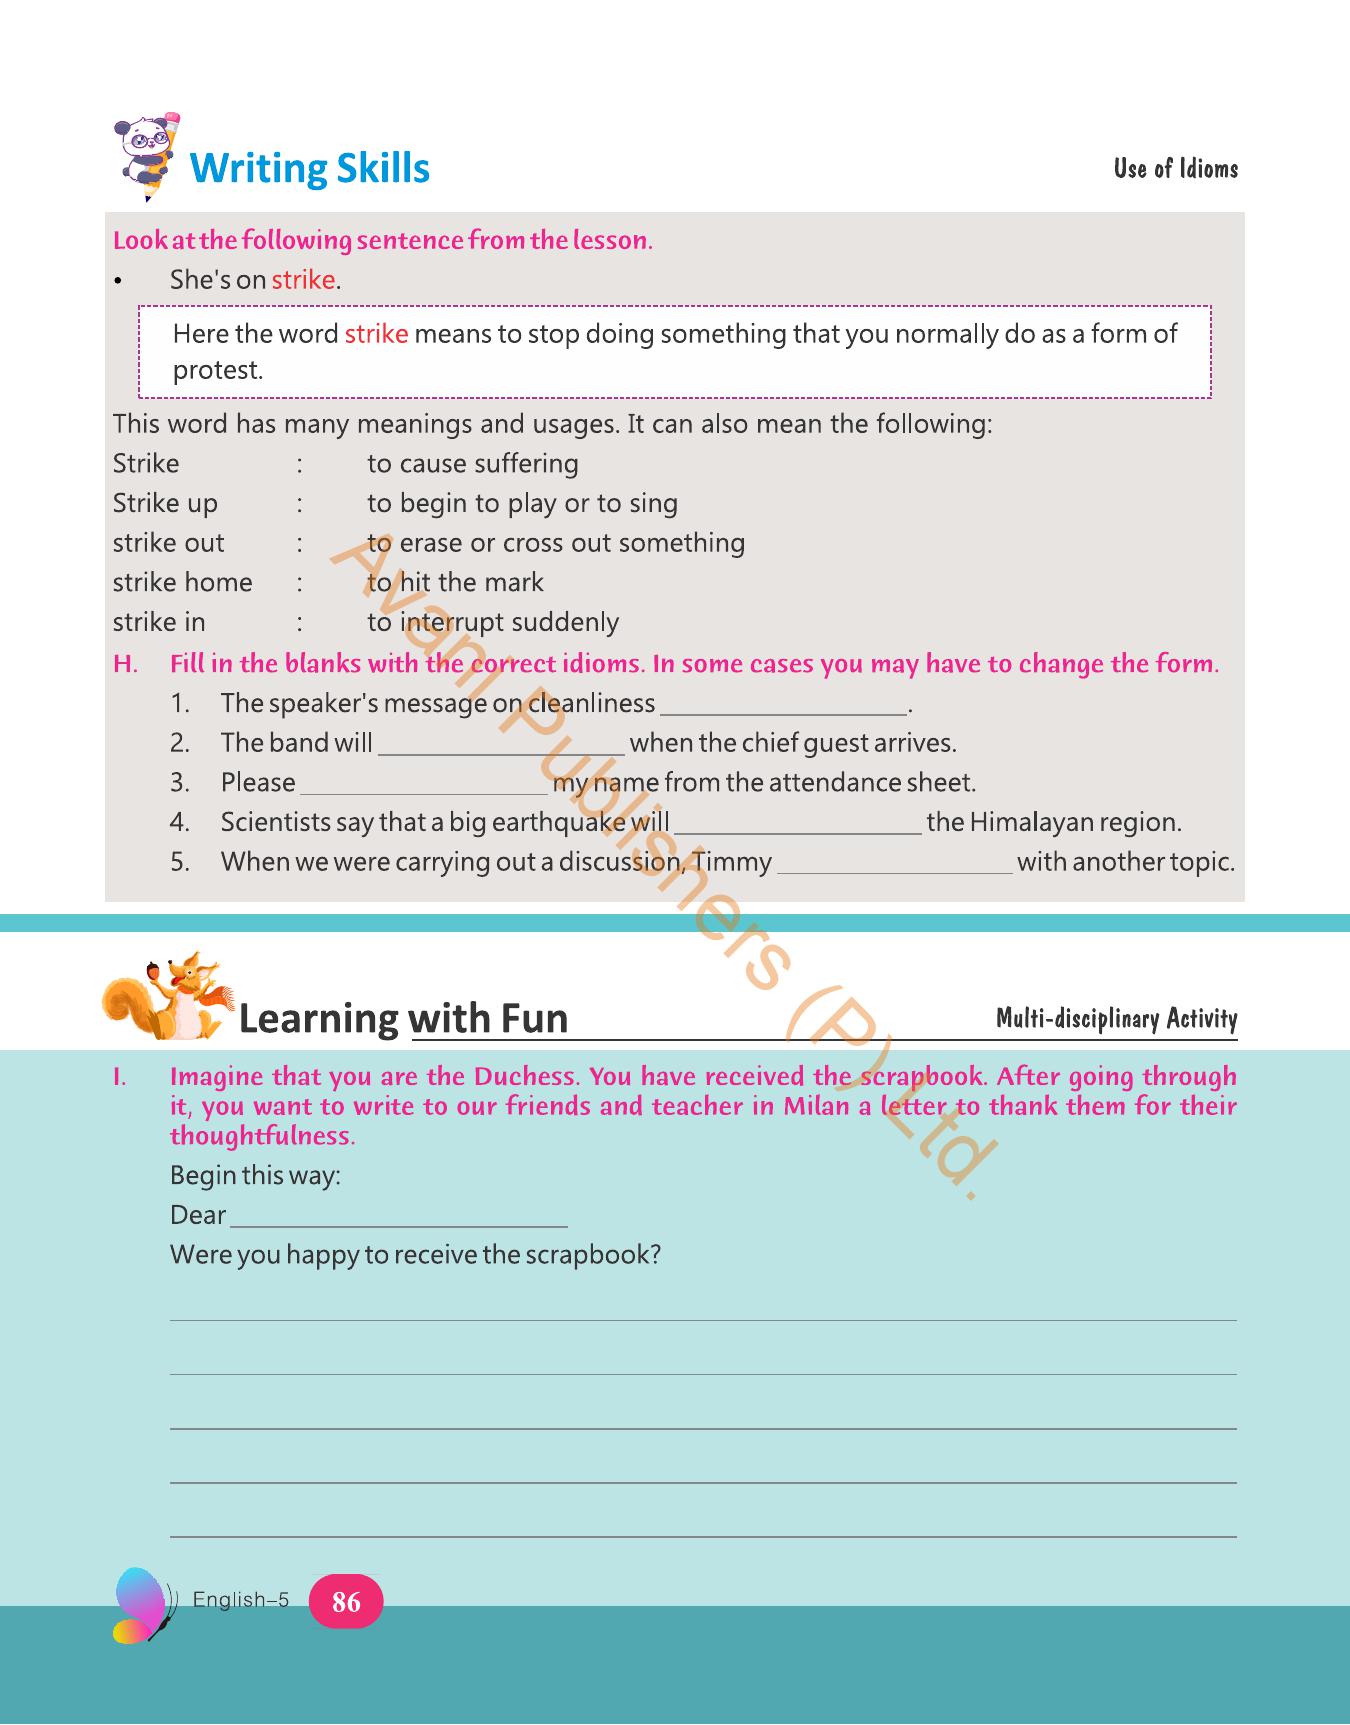 Writing Skills
Use of Idioms
Look at the following sentence from the lesson.
• She's on strike.
Here the word strike means to stop doing something that you normally do as a form of
protest.
This word has many meanings and usages. It can also mean the following:
Strike : to cause suffering
Strike up : to begin to play or to sing
strike out : to erase or cross out something
strike home : to hit the mark
strike in : to interrupt suddenly
H. Fill in the blanks with the correct idioms. In some cases you may have to change the form.
1. The speaker's message on cleanliness ____________________.
2. The band will ____________________ when the chief guest arrives.
3. Please ____________________ my name from the attendance sheet.
4. Scientists say that a big earthquake will ____________________ the Himalayan region.
5. When we were carrying out a discussion, Timmy ____________________ with another topic.
Avani Publishers (P) Ltd.
Learning with Fun
Multi-disciplinary Activity
I. Imagine that you are the Duchess. You have received the scrapbook. After going through
it, you want to write to our friends and teacher in Milan a letter to thank them for their
thoughtfulness.
Begin this way:
Dear ____________________
Were you happy to receive the scrapbook?
English–5 86